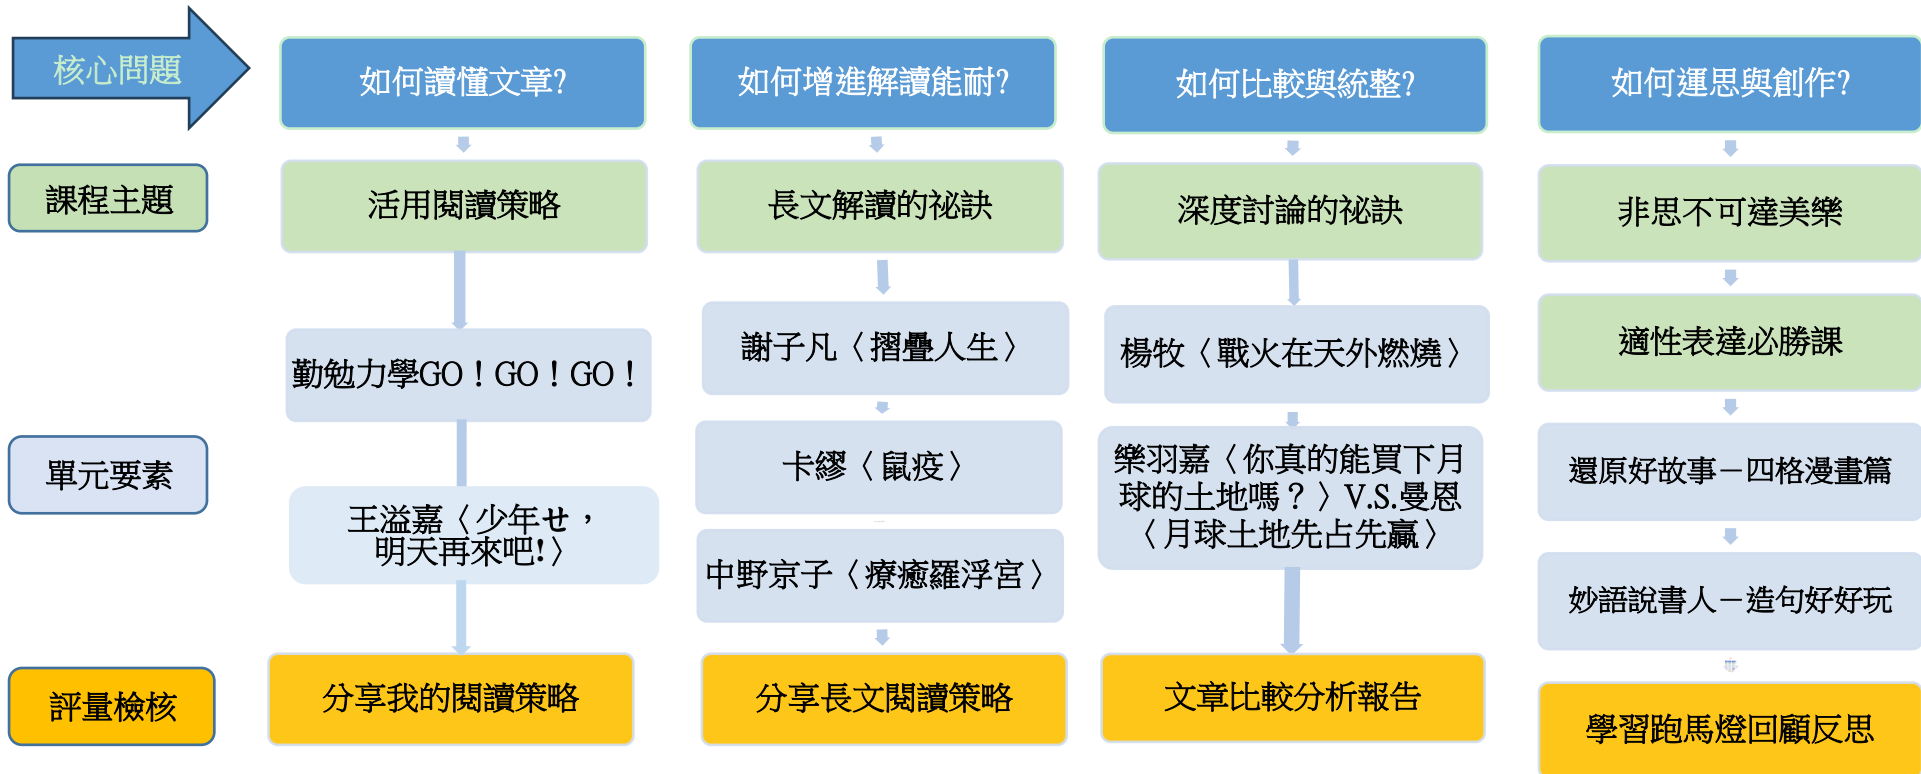 核心問題
如何讀懂文章?
如何增進解讀能耐?
如何比較與統整?
如何運思與創作?
課程主題
活用閱讀策略
長文解讀的祕訣
深度討論的祕訣
非思不可達美樂
適性表達必勝課
單元要素
勤勉力學GO！GO！GO！
王溢嘉〈少年ㄝ，
明天再來吧!〉
謝子凡〈摺疊人生〉
卡繆〈鼠疫〉
中野京子〈療癒羅浮宮〉
楊牧〈戰火在天外燃燒〉
樂羽嘉〈你真的能買下月
球的土地嗎？〉V.S.曼恩
〈月球土地先占先贏〉
還原好故事－四格漫畫篇
妙語說書人－造句好好玩
評量檢核
分享我的閱讀策略
分享長文閱讀策略
文章比較分析報告
學習跑馬燈回顧反思